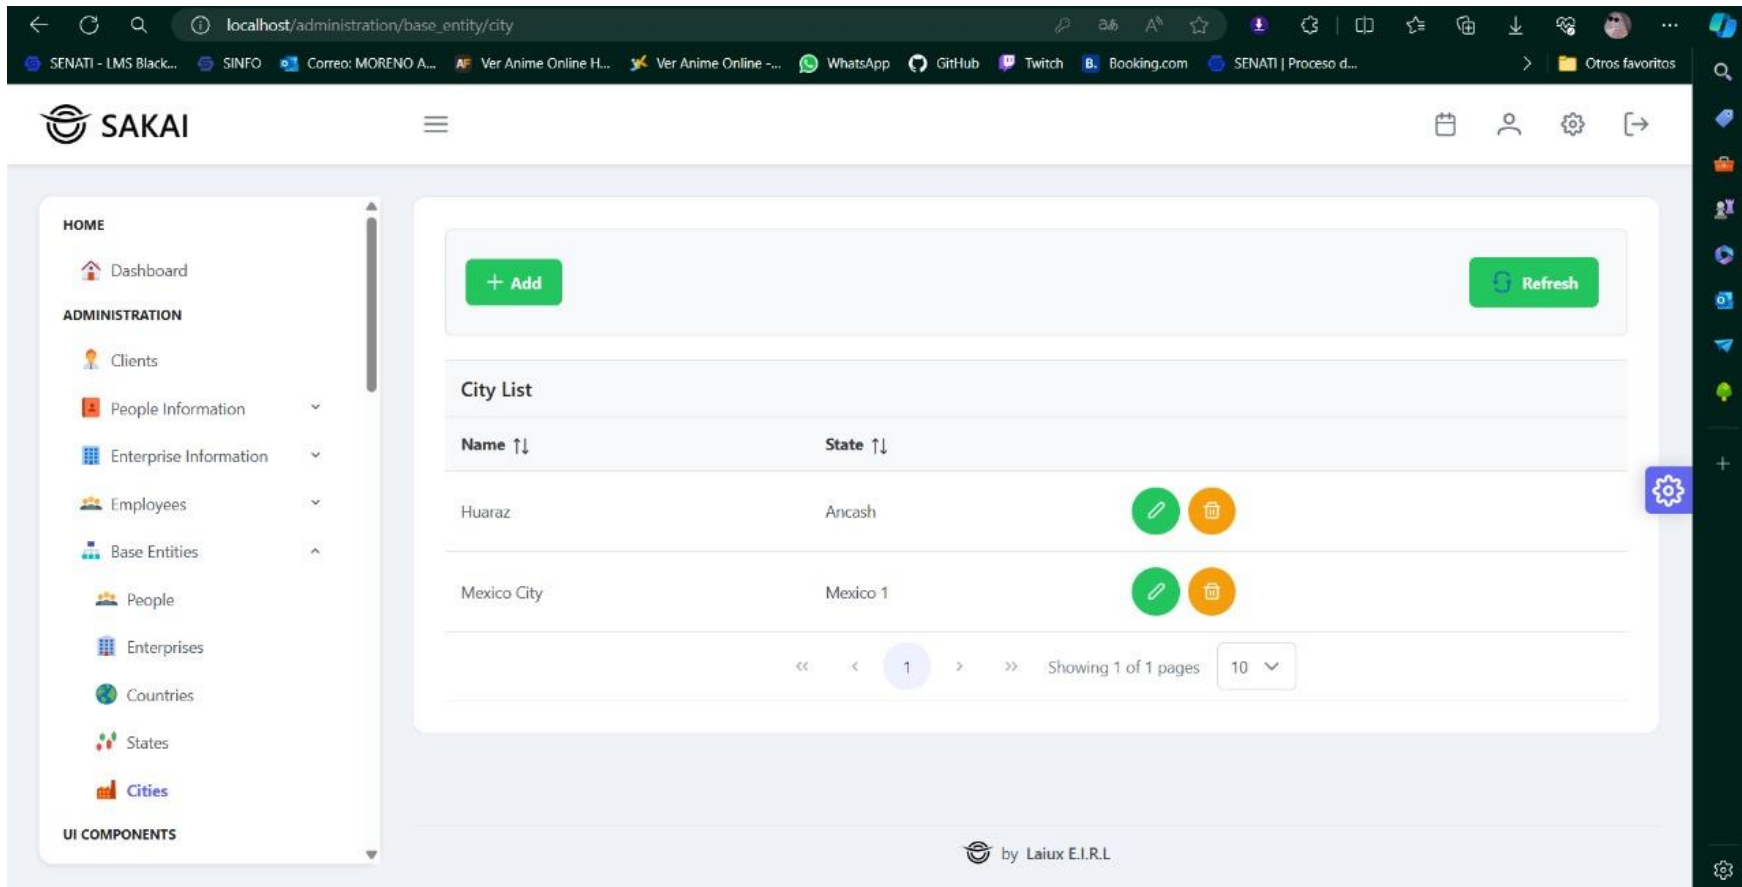 localhost/administration/base_entity/city
SENATI - LMS Black... SINFO Correo: MORENO A... Ver Anime Online H... Ver Anime Online -... WhatsApp GitHub Twitch B. Booking.com SENATI | Proceso d... Otros favoritos
SAKAI
HOME
Dashboard
ADMINISTRATION
Clients
People Information
Enterprise Information
Employees
Base Entities
People
Enterprises
Countries
States
Cities
UI COMPONENTS
+ Add
Refresh
City List
Name State
Huaraz Ancash
Mexico City Mexico 1
<< < 1 > >> Showing 1 of 1 pages 10
by Laiux E.I.R.L